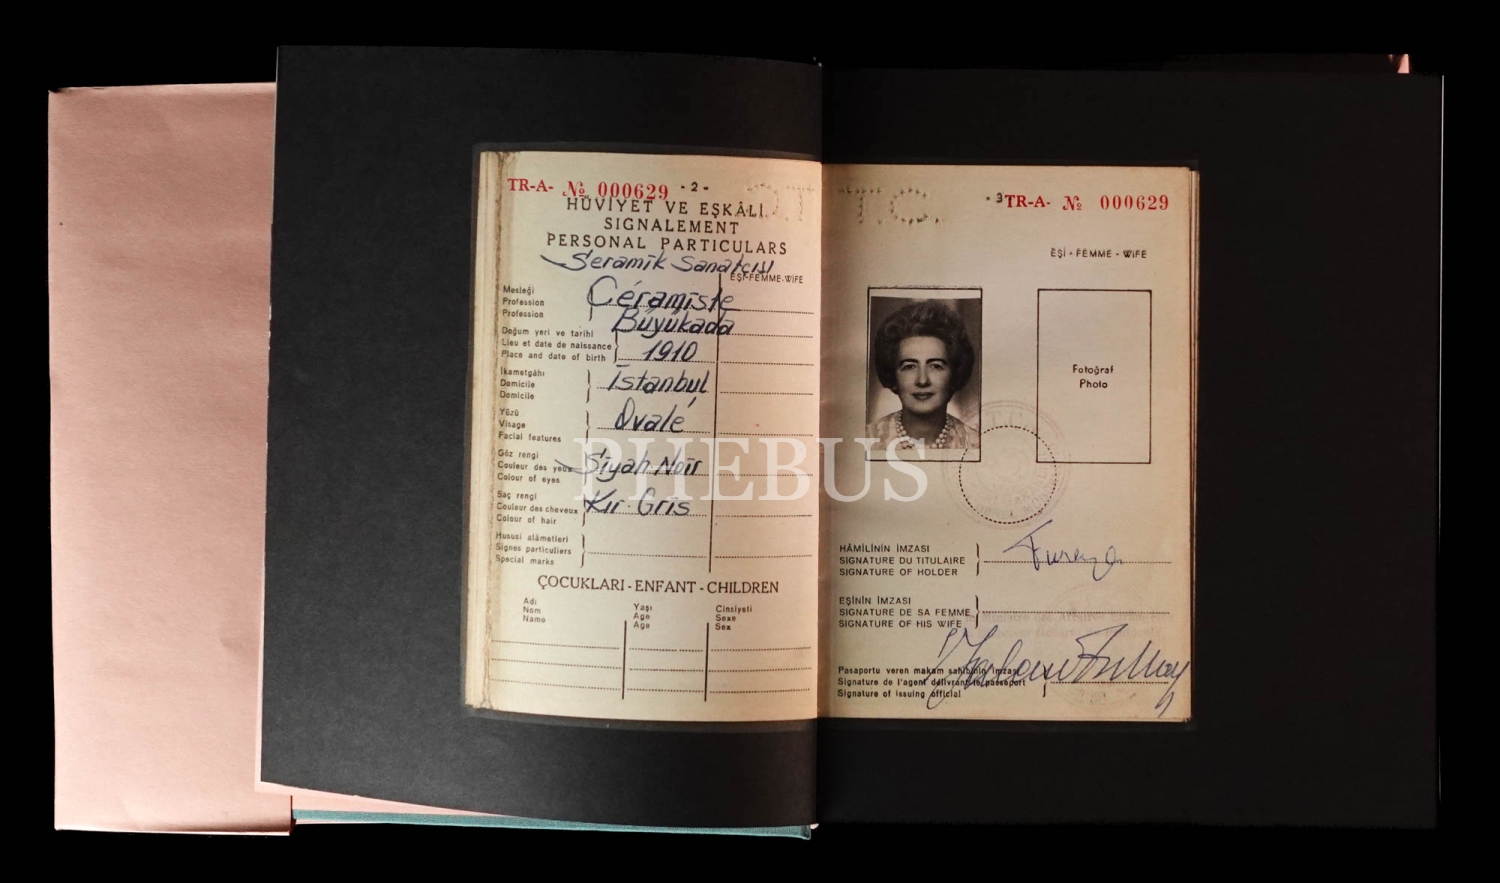 TR-A- № 000629 - 2 -
HÜVİYET VE EŞKÂLİ
SIGNALEMENT
PERSONAL PARTICULARS
Seramik Sanatçısı
EŞİ-FEMME-WIFE
Mesleği
Profession
Profession
Céramiste
Büyükada
Doğum yeri ve tarihi
Lieu et date de naissance
Place and date of birth
1910
İkametgâhı
Domicile
Domicile
İstanbul
Yüzü
Visage
Facial features
Ovalé
Göz rengi
Couleur des yeux
Colour of eyes
Siyah Noir
Saç rengi
Couleur des cheveux
Colour of hair
Kır-Gris
Hususi alâmetleri
Signes particuliers
Special marks
ÇOCUKLARI - ENFANT - CHILDREN
Adı
Nom
Name
Yaşı
Age
Age
Cinsiyeti
Sexe
Sex
T.C.
- 3 TR-A- № 000629
EŞİ - FEMME - WIFE
Fotoğraf
Photo
HÂMİLİNİN İMZASI
SIGNATURE DU TITULAIRE
SIGNATURE OF HOLDER
EŞİNİN İMZASI
SIGNATURE DE SA FEMME
SIGNATURE OF HIS WIFE
Pasaportu veren makam sahibinin imzası
Signature de l'agent délivrant le passeport
Signature of issuing official
PHEBUS